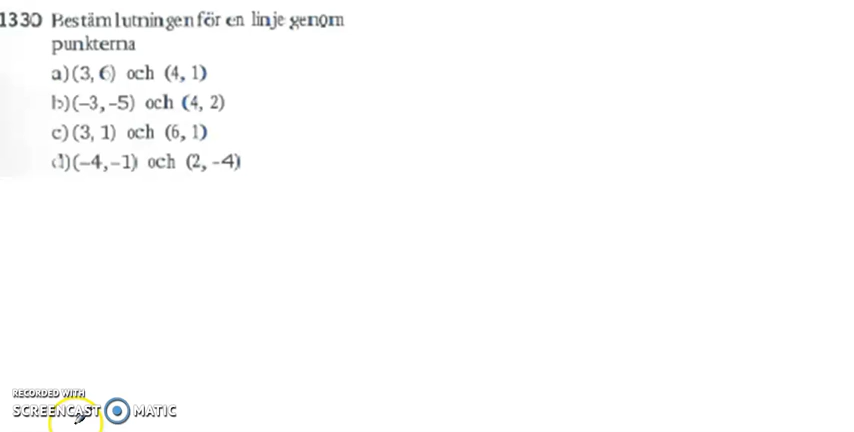 1330 Bestäm lutningen för en linje genom
punkterna
a) (3, 6) och (4, 1)
b) (–3, –5) och (4, 2)
c) (3, 1) och (6, 1)
d) (–4, –1) och (2, –4)
RECORDED WITH
SCREENCAST MATIC